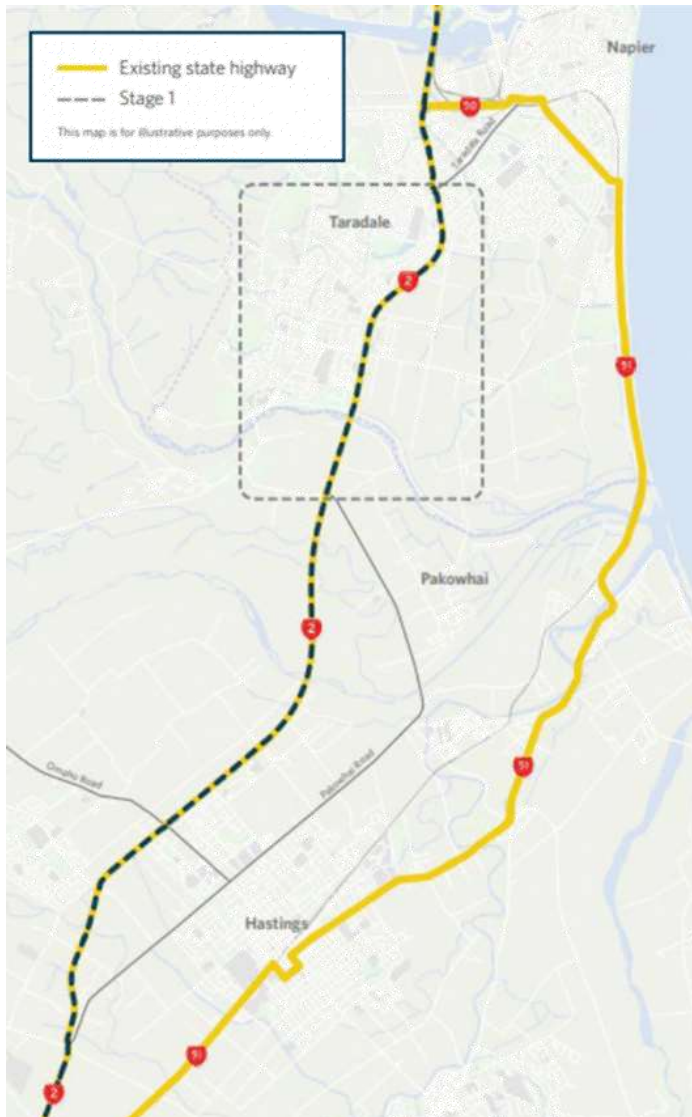 Existing state highway
Stage 1
This map is for illustrative purposes only.
Napier
50
Taradale Road
Taradale
2
51
Pakowhai
2
51
Omahu Road
Pakowhai Road
Hastings
51
2